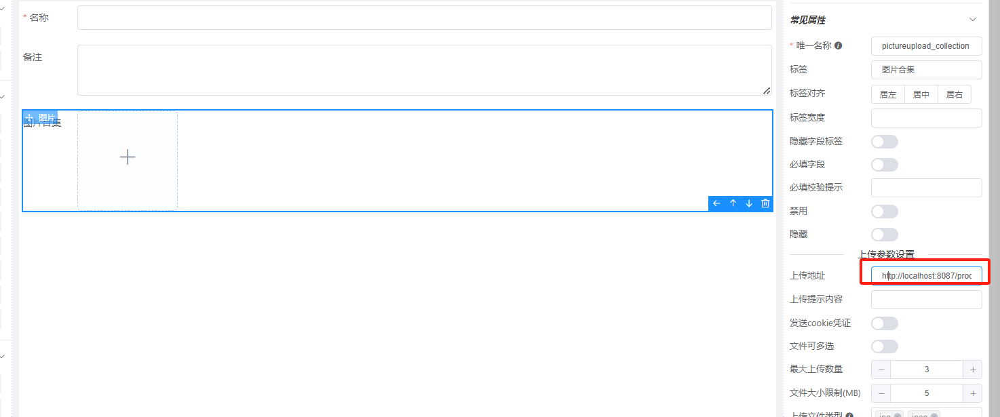 * 名称
备注
图片
图片合集
常见属性
* 唯一名称 pictureupload_collection
标签 图片合集
标签对齐 居左 居中 居右
标签宽度
隐藏字段标签
必填字段
必填校验提示
禁用
隐藏
上传参数设置
上传地址 http://localhost:8087/proc
上传提示内容
发送cookie凭证
文件可多选
最大上传数量 3
文件大小限制(MB) 5
上传文件类型 jpg jpeg